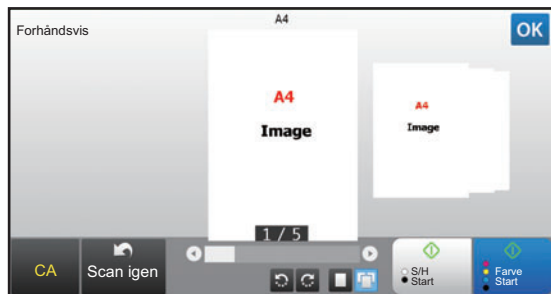 A4
Forhåndsvis
OK
A4
Image
A4
Image
1 / 5
CA
Scan igen
S/H
Start
Farve
Start